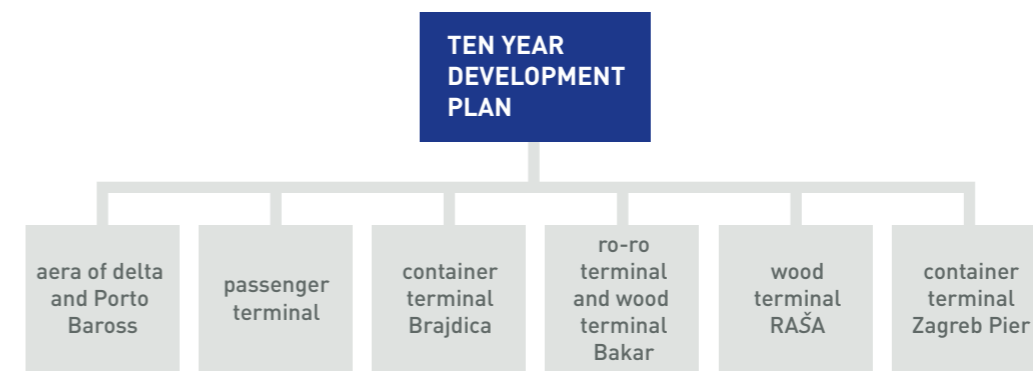 TEN YEAR
DEVELOPMENT
PLAN
aera of delta
and Porto
Baross
passenger
terminal
container
terminal
Brajdica
ro-ro
terminal
and wood
terminal
Bakar
wood
terminal
RAŠA
container
terminal
Zagreb Pier